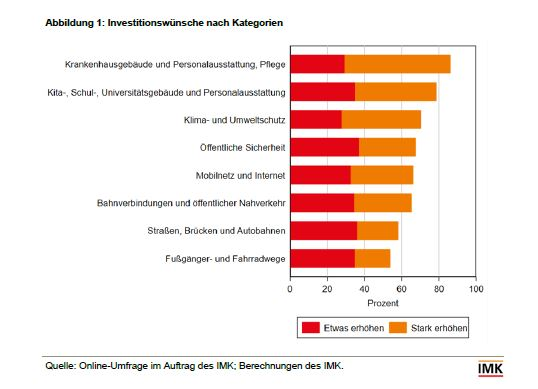 Abbildung 1: Investitionswünsche nach Kategorien
Krankenhausgebäude und Personalausstattung, Pflege
Kita-, Schul-, Universitätsgebäude und Personalausstattung
Klima- und Umweltschutz
Öffentliche Sicherheit
Mobilnetz und Internet
Bahnverbindungen und öffentlicher Nahverkehr
Straßen, Brücken und Autobahnen
Fußgänger- und Fahrradwege
0 20 40 60 80 100
Prozent
Etwas erhöhen Stark erhöhen
Quelle: Online-Umfrage im Auftrag des IMK; Berechnungen des IMK.
IMK